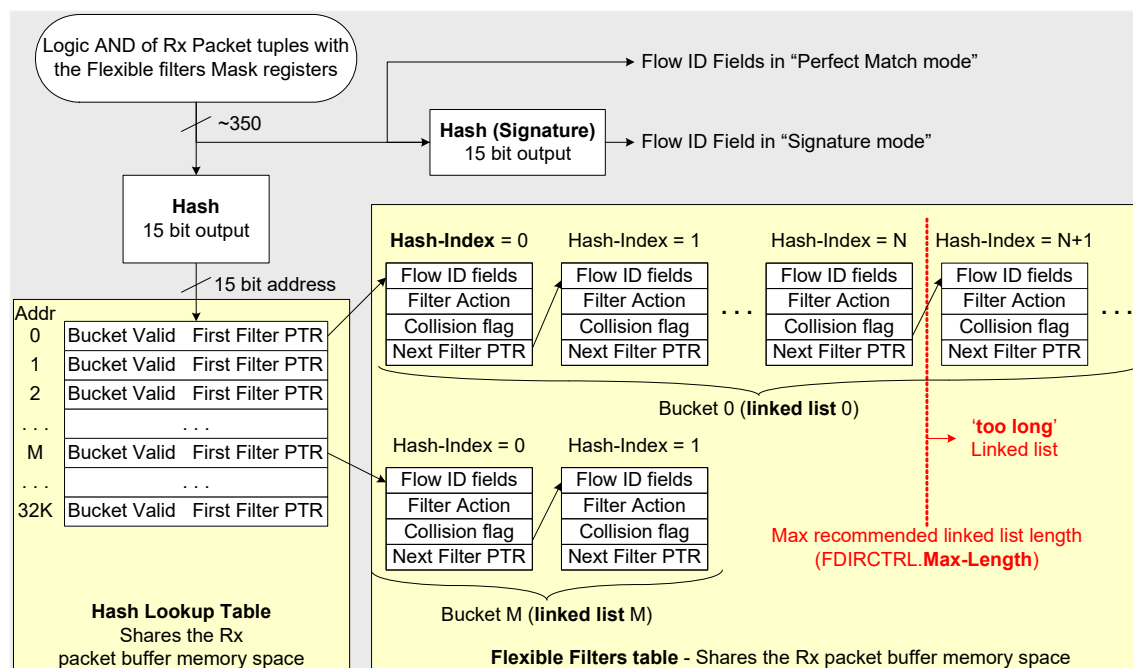 Logic AND of Rx Packet tuples with
the Flexible filters Mask registers
Flow ID Fields in “Perfect Match mode”
~350
Hash (Signature)
15 bit output
Flow ID Field in “Signature mode”
Hash
15 bit output
15 bit address
Addr
0 Bucket Valid First Filter PTR
1 Bucket Valid First Filter PTR
2 Bucket Valid First Filter PTR
. . . . . .
M Bucket Valid First Filter PTR
. . . . . .
32K Bucket Valid First Filter PTR
Hash Lookup Table
Shares the Rx
packet buffer memory space
Hash-Index = 0 Hash-Index = 1 Hash-Index = N Hash-Index = N+1
Flow ID fields Flow ID fields Flow ID fields Flow ID fields
Filter Action Filter Action Filter Action Filter Action
Collision flag Collision flag . . . Collision flag Collision flag . . .
Next Filter PTR Next Filter PTR Next Filter PTR Next Filter PTR
Bucket 0 (linked list 0)
‘too long’
Linked list
Hash-Index = 0 Hash-Index = 1
Flow ID fields Flow ID fields
Filter Action Filter Action
Collision flag Collision flag
Next Filter PTR Next Filter PTR
Max recommended linked list length
(FDIRCTRL.Max-Length)
Bucket M (linked list M)
Flexible Filters table - Shares the Rx packet buffer memory space